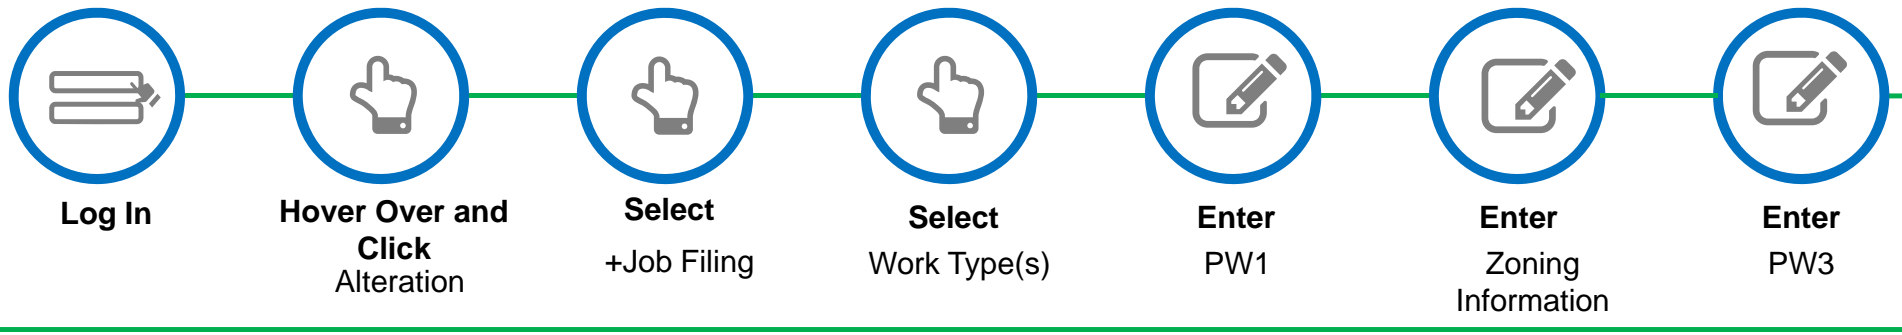 Log In
Hover Over and
Click
Alteration
Select
+Job Filing
Select
Work Type(s)
Enter
PW1
Enter
Zoning
Information
Enter
PW3